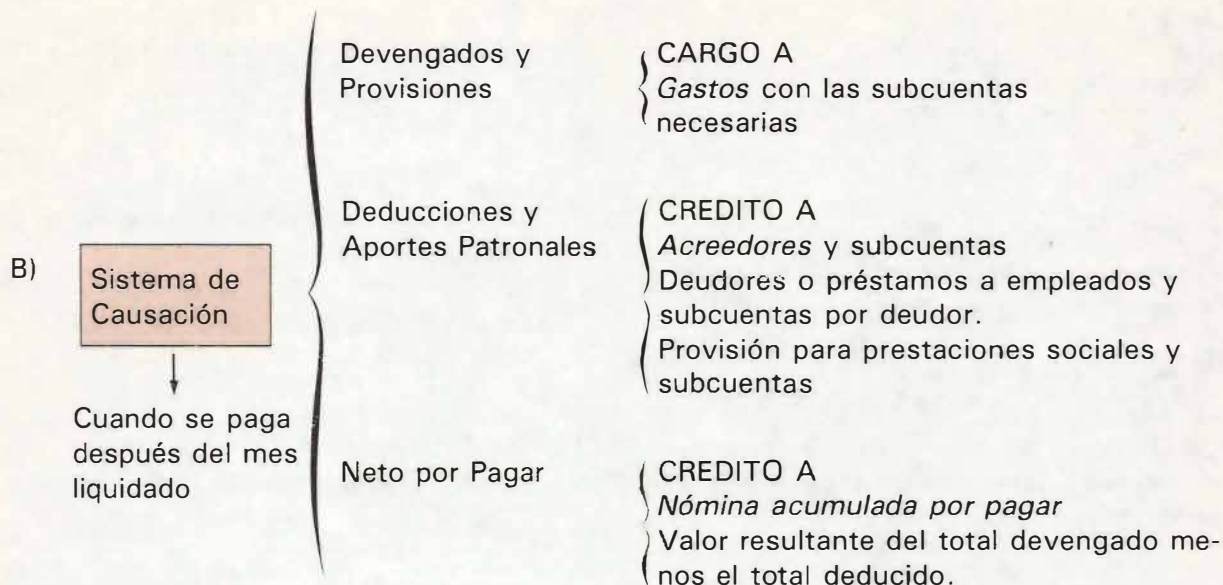 B)
Sistema de
Causación
Cuando se paga
después del mes
liquidado
Devengados y
Provisiones
CARGO A
Gastos con las subcuentas
necesarias
Deducciones y
Aportes Patronales
CREDITO A
Acreedores y subcuentas
Deudores o préstamos a empleados y
subcuentas por deudor.
Provisión para prestaciones sociales y
subcuentas
Neto por Pagar
CREDITO A
Nómina acumulada por pagar
Valor resultante del total devengado me-
nos el total deducido.